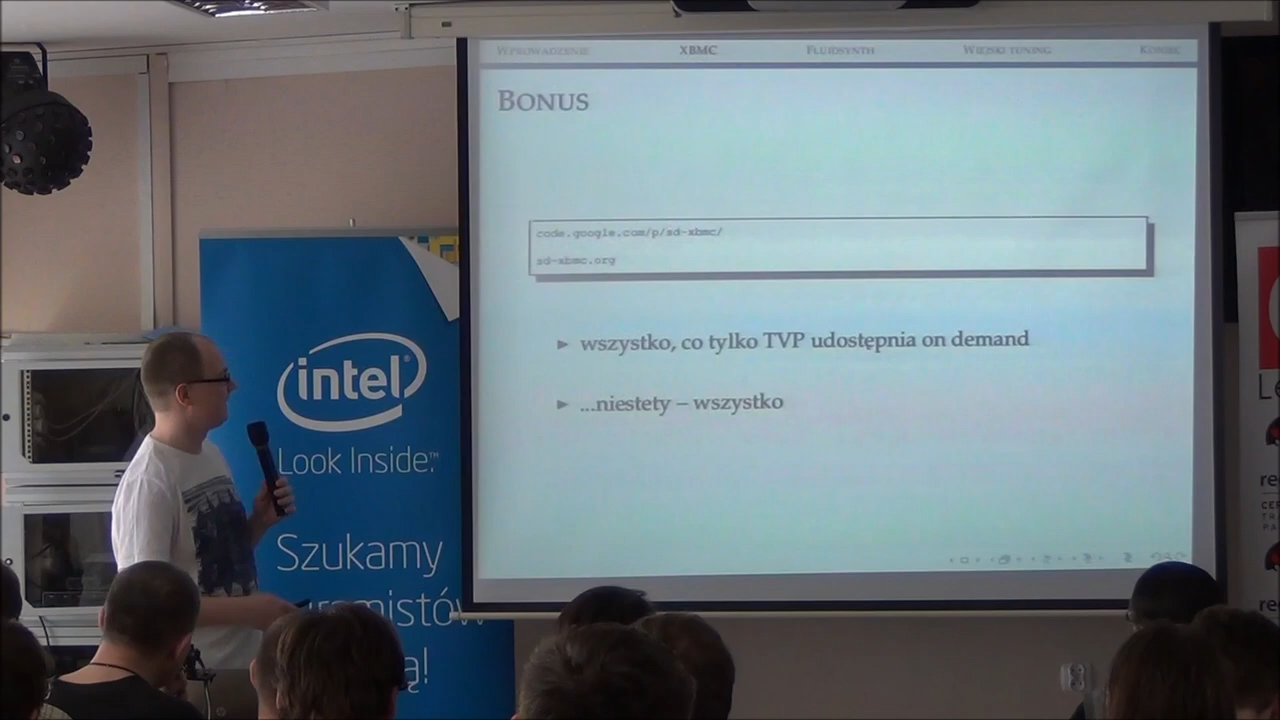 WPROWADZENIE XBMC FLUIDSYNTH WIEJSKI TUNING KONIEC
BONUS
code.google.com/p/sd-xbmc/
sd-xbmc.org
► wszystko, co tylko TVP udostępnia on demand
► ...niestety – wszystko
intel®
Look Inside.™
Szukamy